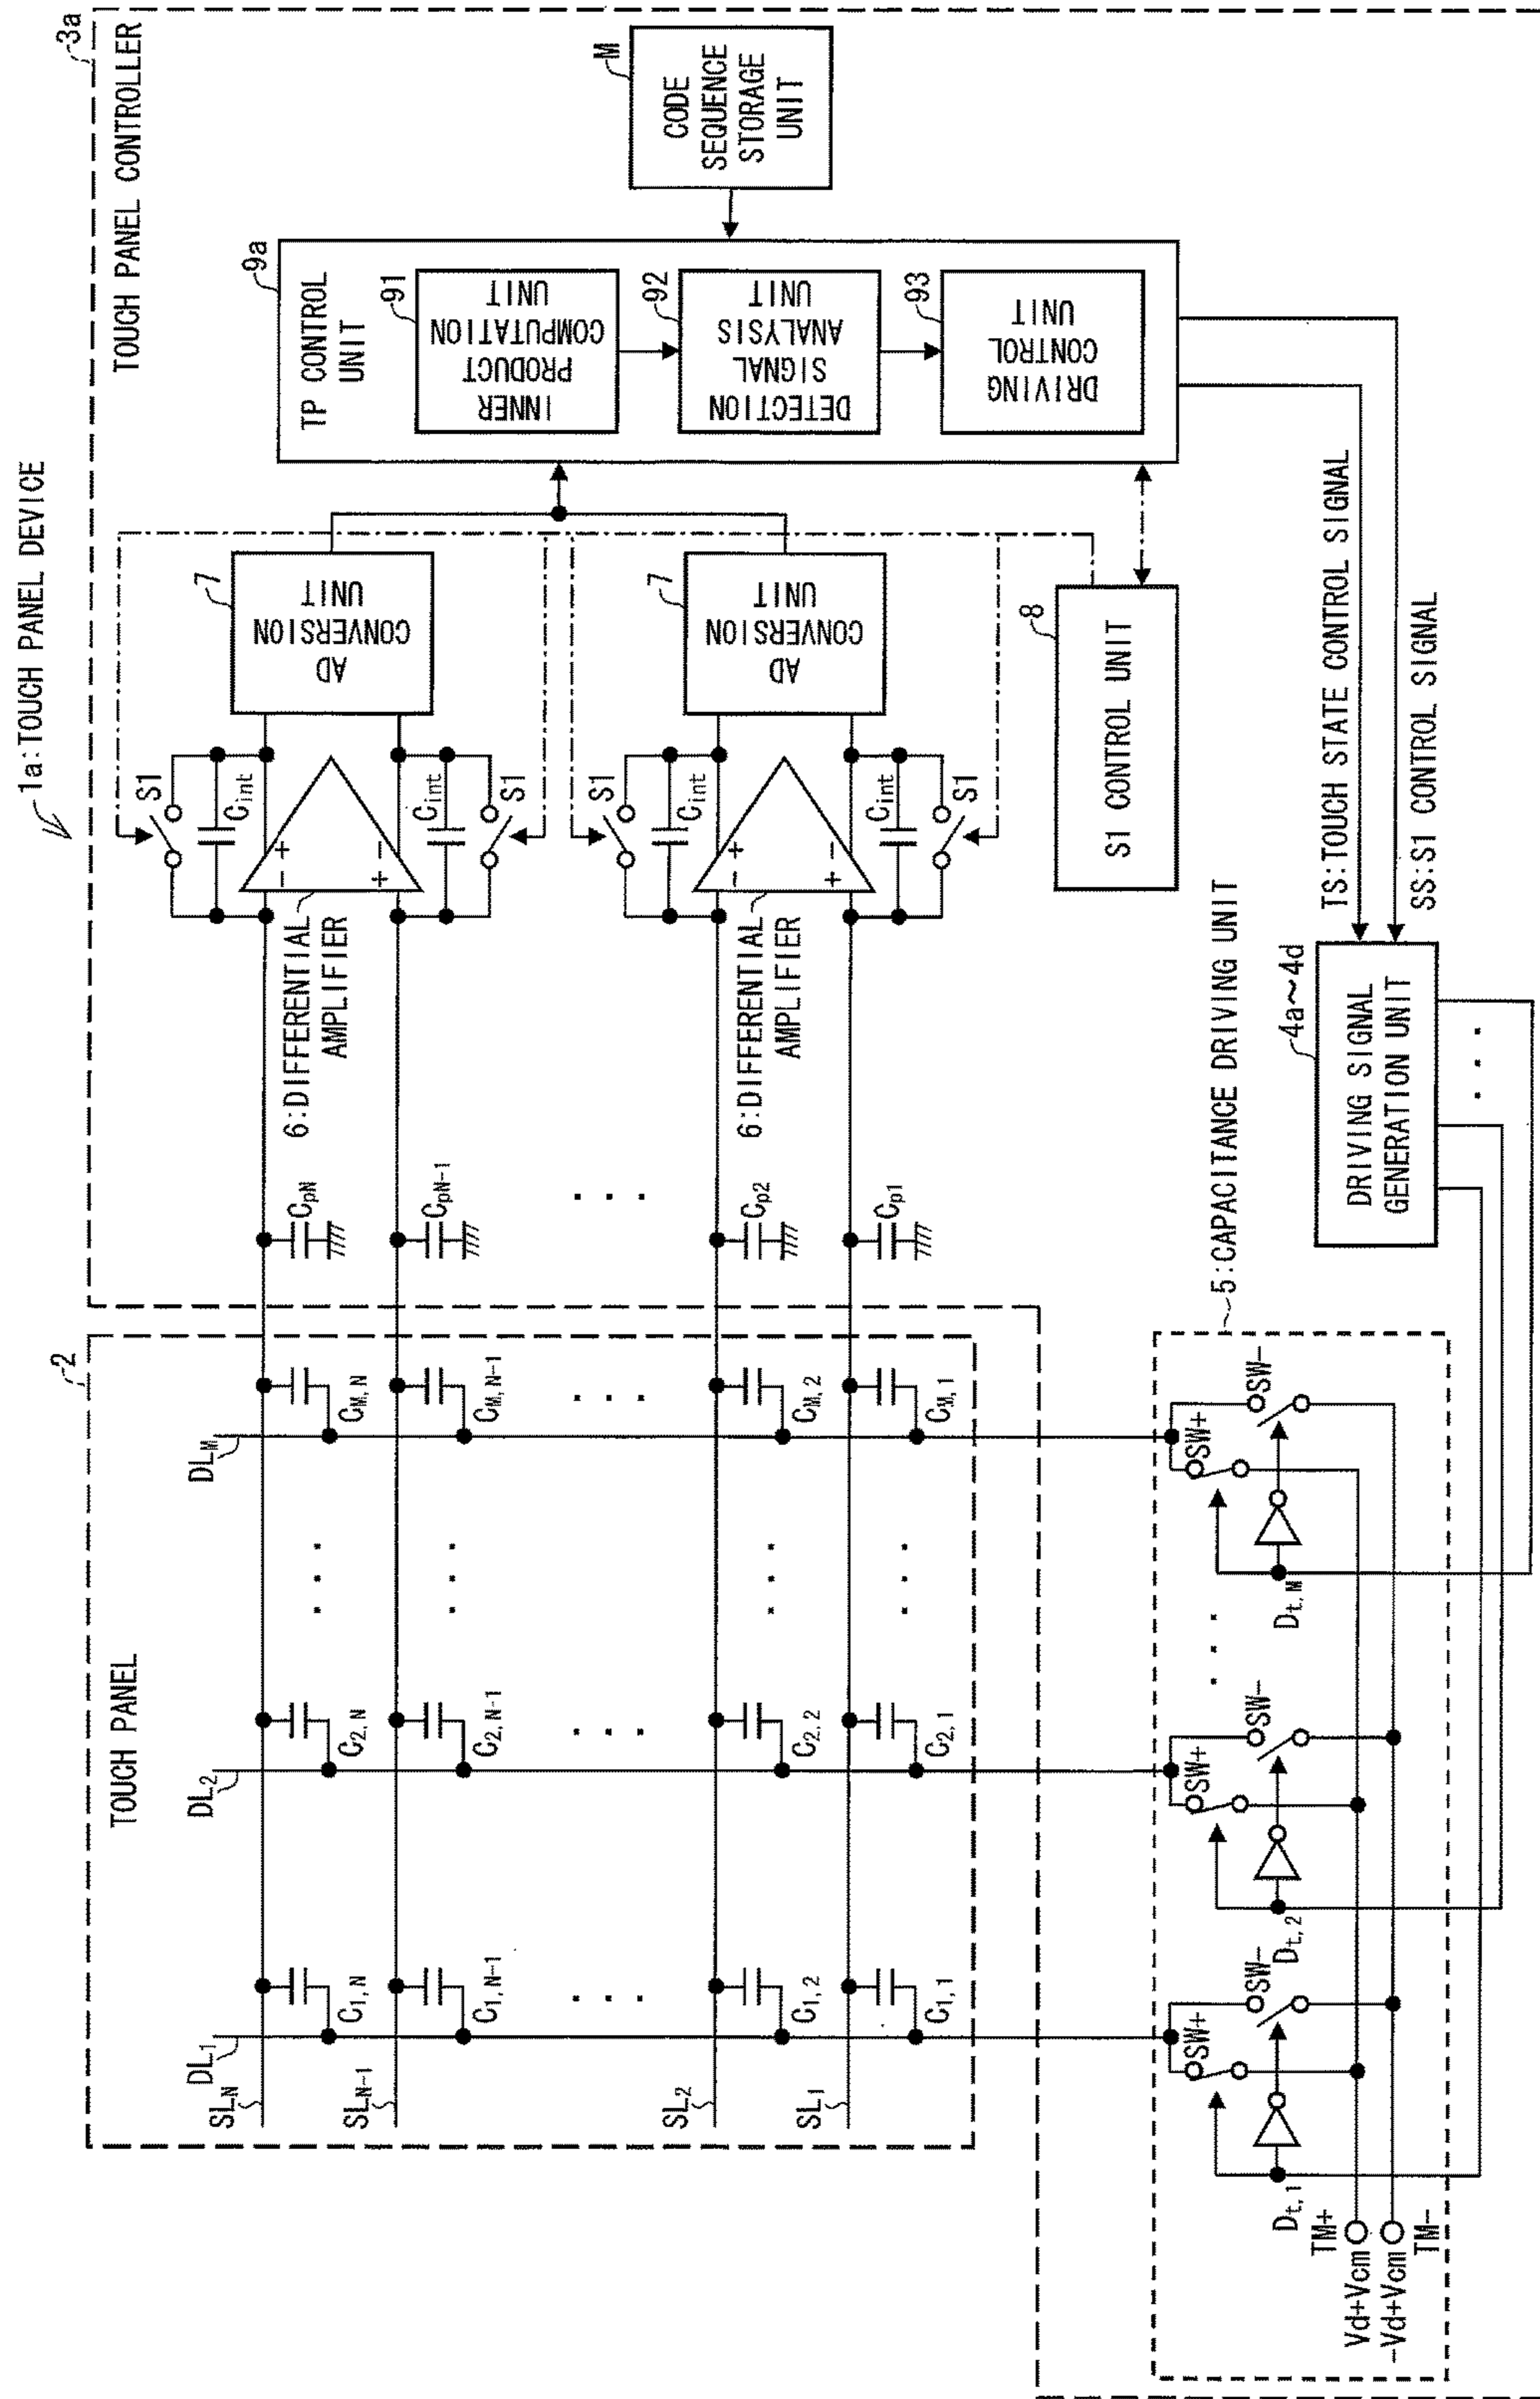 1a:TOUCH PANEL DEVICE
3a
TOUCH PANEL CONTROLLER
2
TOUCH PANEL
DL1
DL2
DLM
SLN
SLN-1
SL2
SL1
C1,N
C1,N-1
C1,2
C1,1
C2,N
C2,N-1
C2,2
C2,1
CM,N
CM,N-1
CM,2
CM,1
. . .
CpN
CpN-1
. . .
Cp2
Cp1
6:DIFFERENTIAL
AMPLIFIER
6:DIFFERENTIAL
AMPLIFIER
S1
Cint
- +
+ -
Cint
S1
S1
Cint
- +
+ -
Cint
S1
7
AD
CONVERSION
UNIT
7
AD
CONVERSION
UNIT
8
S1 CONTROL UNIT
9a
TP CONTROL
UNIT
91
INNER
PRODUCT
COMPUTATION
UNIT
92
DETECTION
SIGNAL
ANALYSIS
UNIT
93
DRIVING
CONTROL
UNIT
M
CODE
SEQUENCE
STORAGE
UNIT
TS:TOUCH STATE CONTROL SIGNAL
SS:S1 CONTROL SIGNAL
4a~4d
DRIVING SIGNAL
GENERATION UNIT
. . .
5:CAPACITANCE DRIVING UNIT
SW+
SW-
SW+
SW-
SW+
SW-
Dt,1
Dt,2
. . .
Dt,M
TM+
Vd+Vcm
-Vd+Vcm
TM-